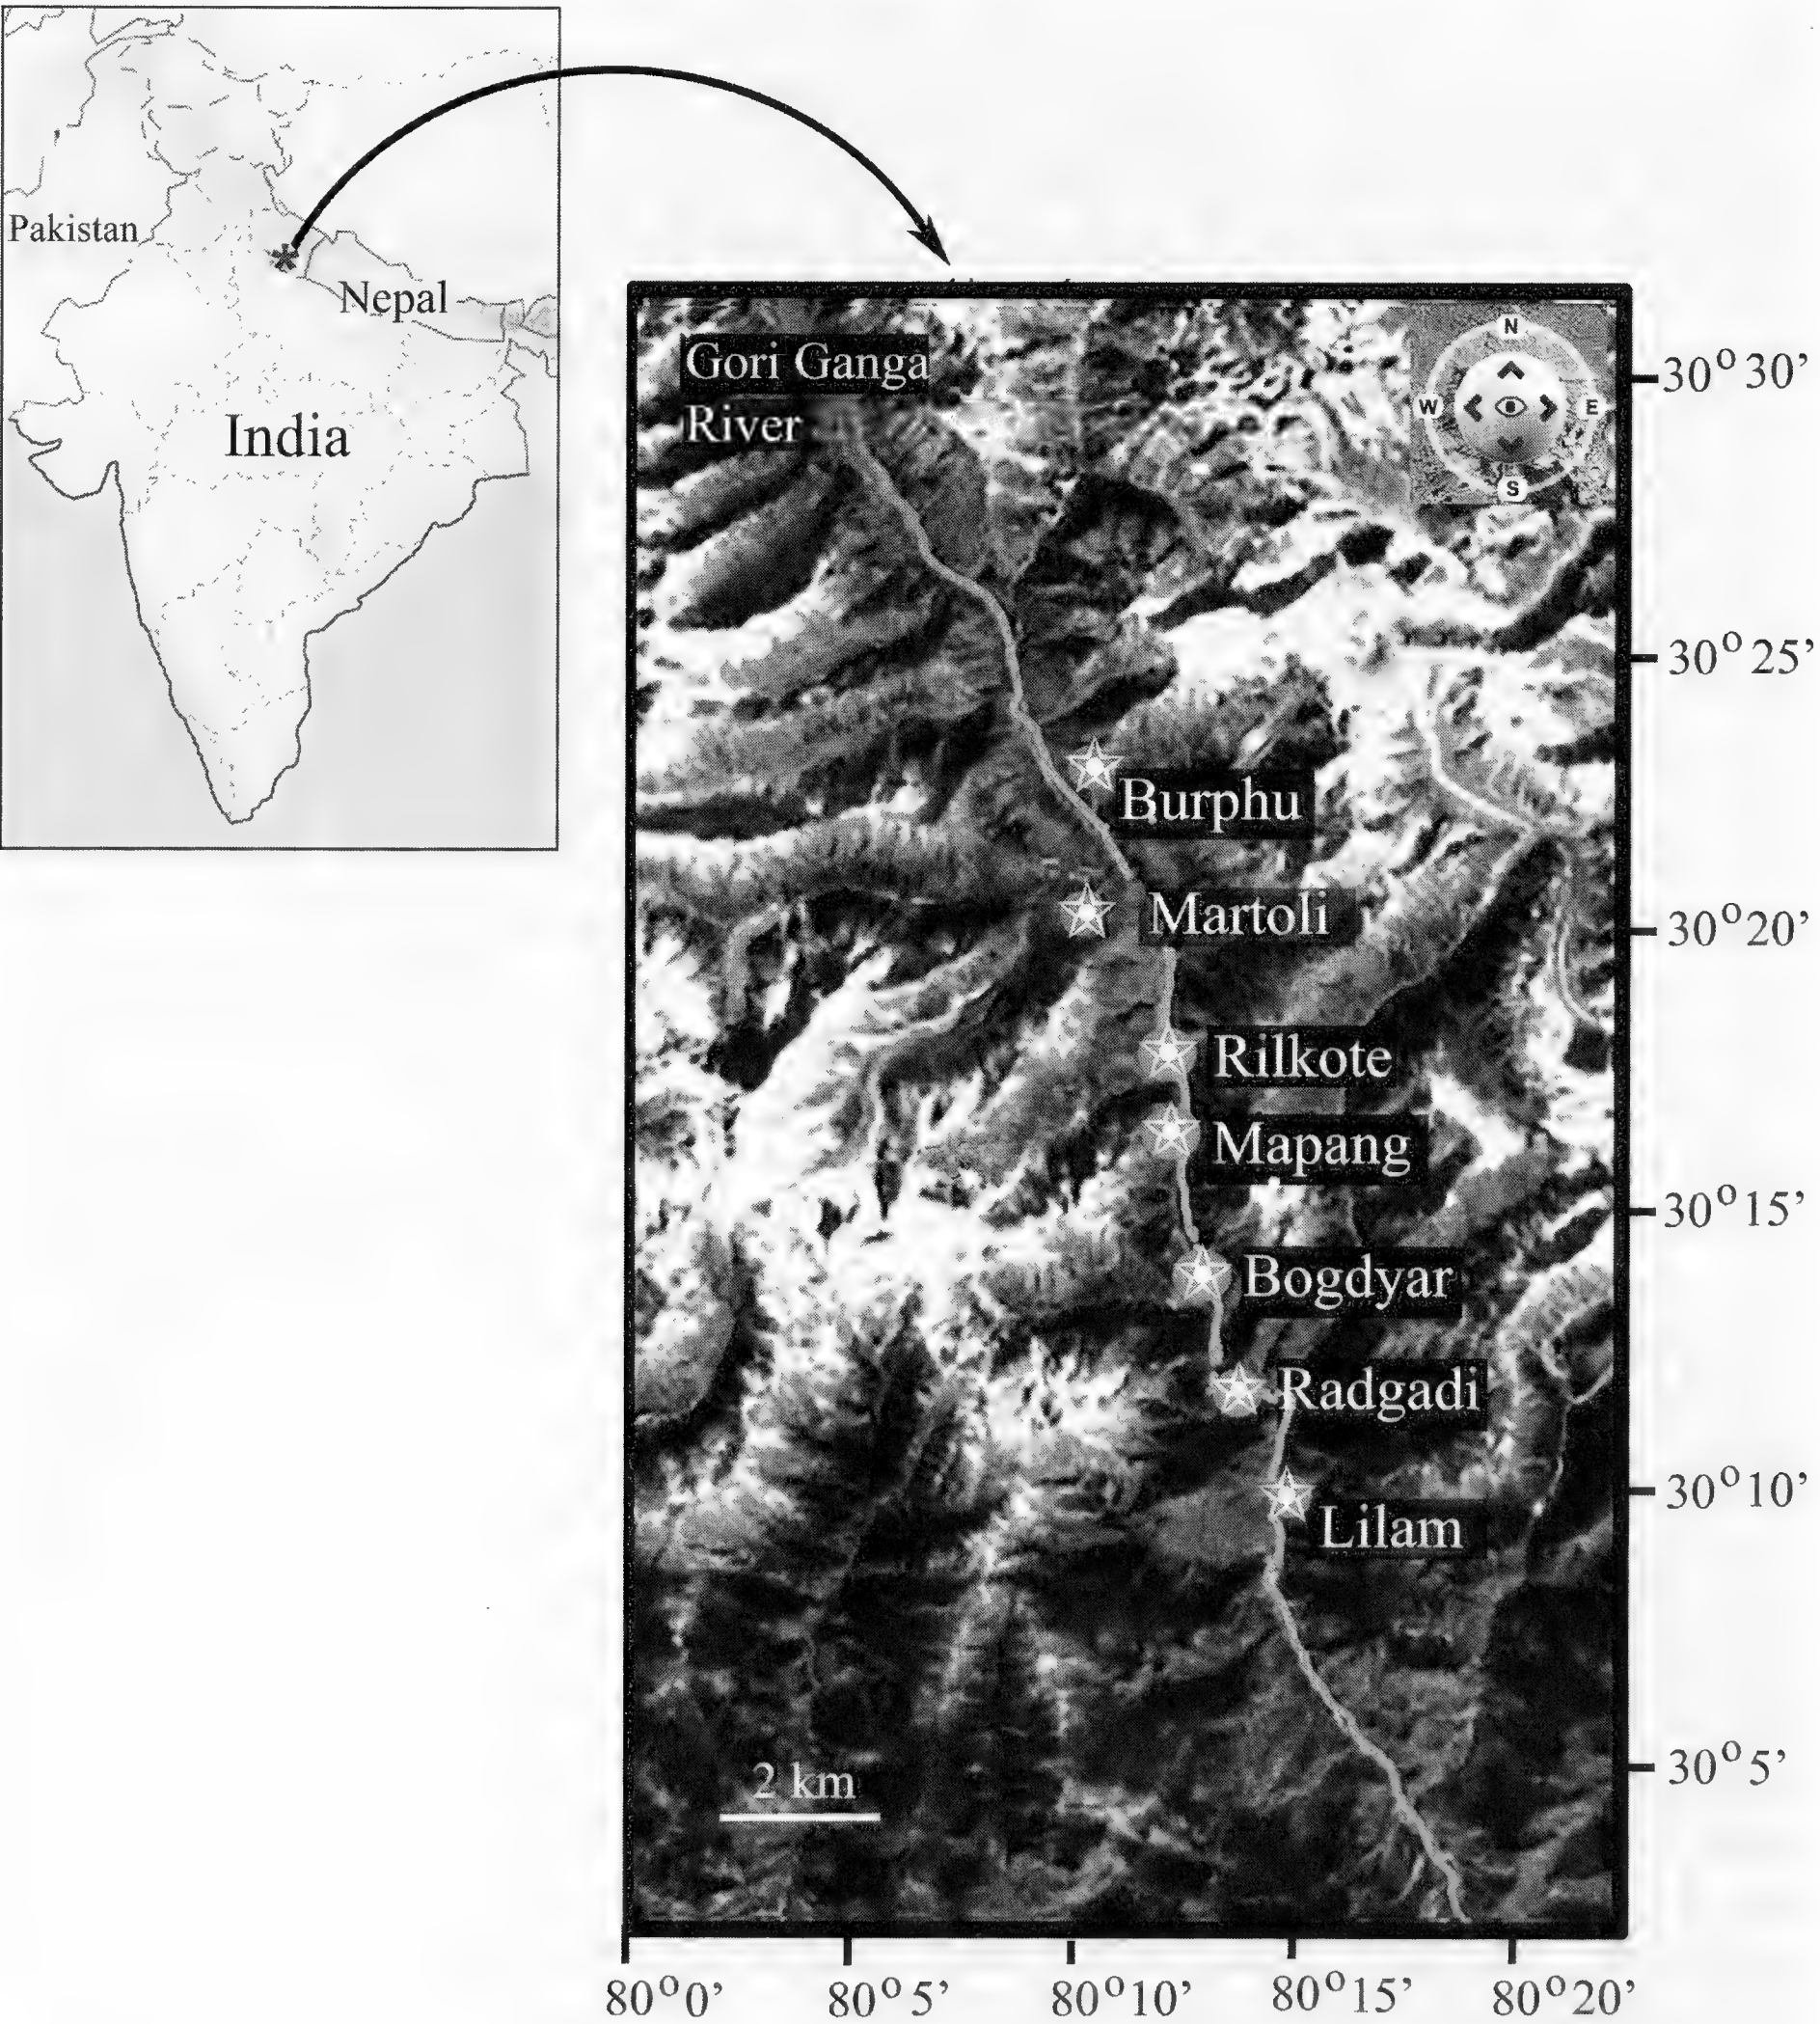 Pakistan
Nepal
India
Gori Ganga
River
N
W
E
S
Burphu
Martoli
Rilkote
Mapang
Bogdyar
Radgadi
Lilam
2 km
30° 30’
30° 25’
30° 20’
30° 15’
30° 10’
30° 5’
80° 0’
80° 5’
80° 10’
80° 15’
80° 20’